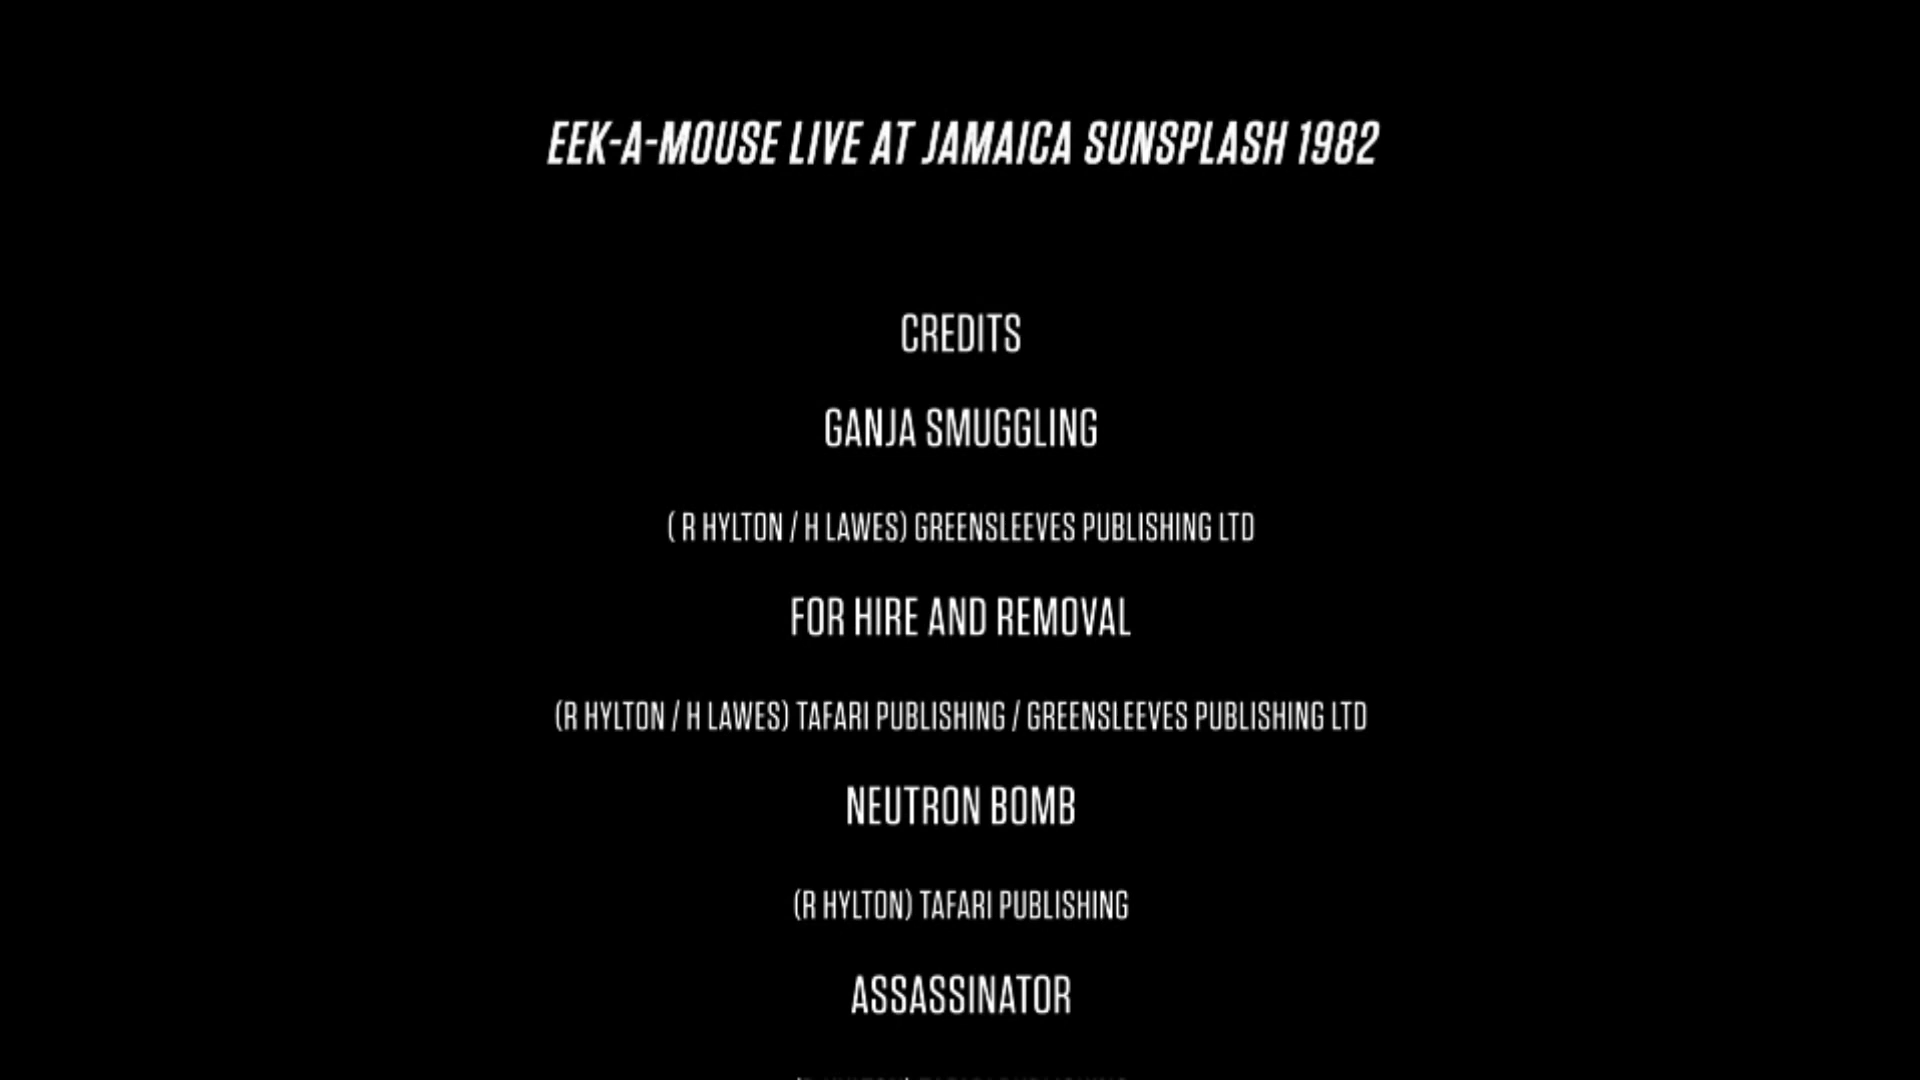 EEK-A-MOUSE LIVE AT JAMAICA SUNSPLASH 1982
CREDITS
GANJA SMUGGLING
( R HYLTON / H LAWES) GREENSLEEVES PUBLISHING LTD
FOR HIRE AND REMOVAL
(R HYLTON / H LAWES) TAFARI PUBLISHING / GREENSLEEVES PUBLISHING LTD
NEUTRON BOMB
(R HYLTON) TAFARI PUBLISHING
ASSASSINATOR